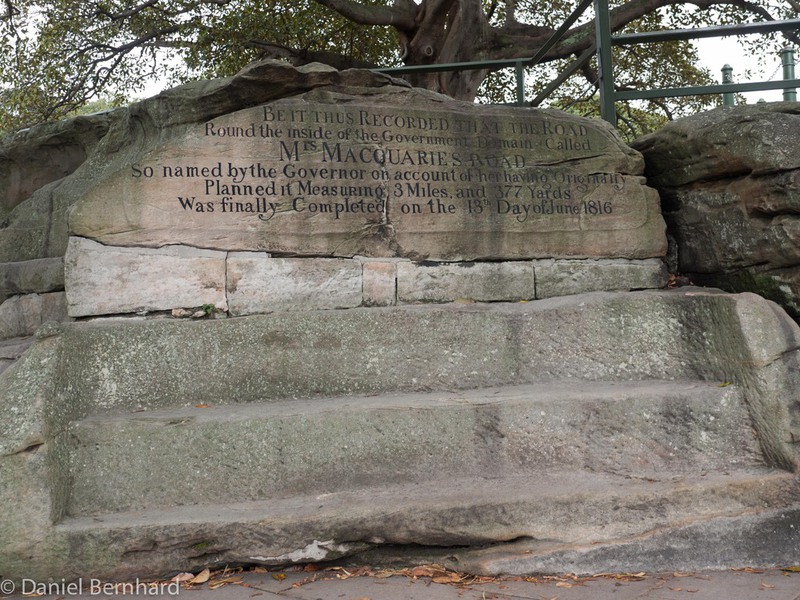 BE IT THUS RECORDED THAT THE ROAD
Round the inside of the Government Domain Called
Mrs MACQUARIE'S ROAD
So named by the Governor on account of her having Originally
Planned it Measuring 3 Miles, and 377 Yards
Was finally Completed on the 13th Day of June 1816
© Daniel Bernhard